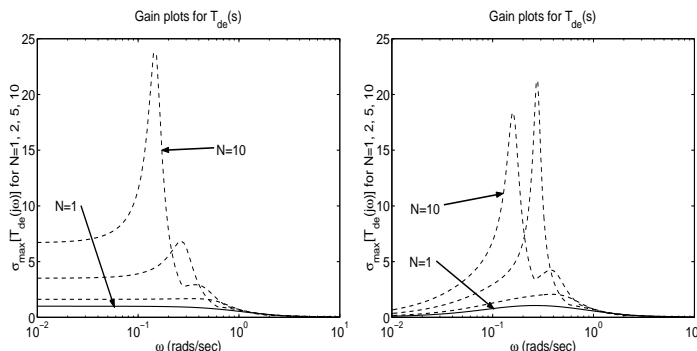 Gain plots for T_de(s)
25
20
15
10
5
0
10^-2
10^-1
10^0
10^1
ω (rads/sec)
σ_max[T_de(jω)] for N=1, 2, 5, 10
N=10
N=1
Gain plots for T_de(s)
25
20
15
10
5
0
10^-2
10^-1
10^0
10
ω (rads/sec)
σ_max[T_de(jω)] for N=1, 2, 5, 10
N=10
N=1